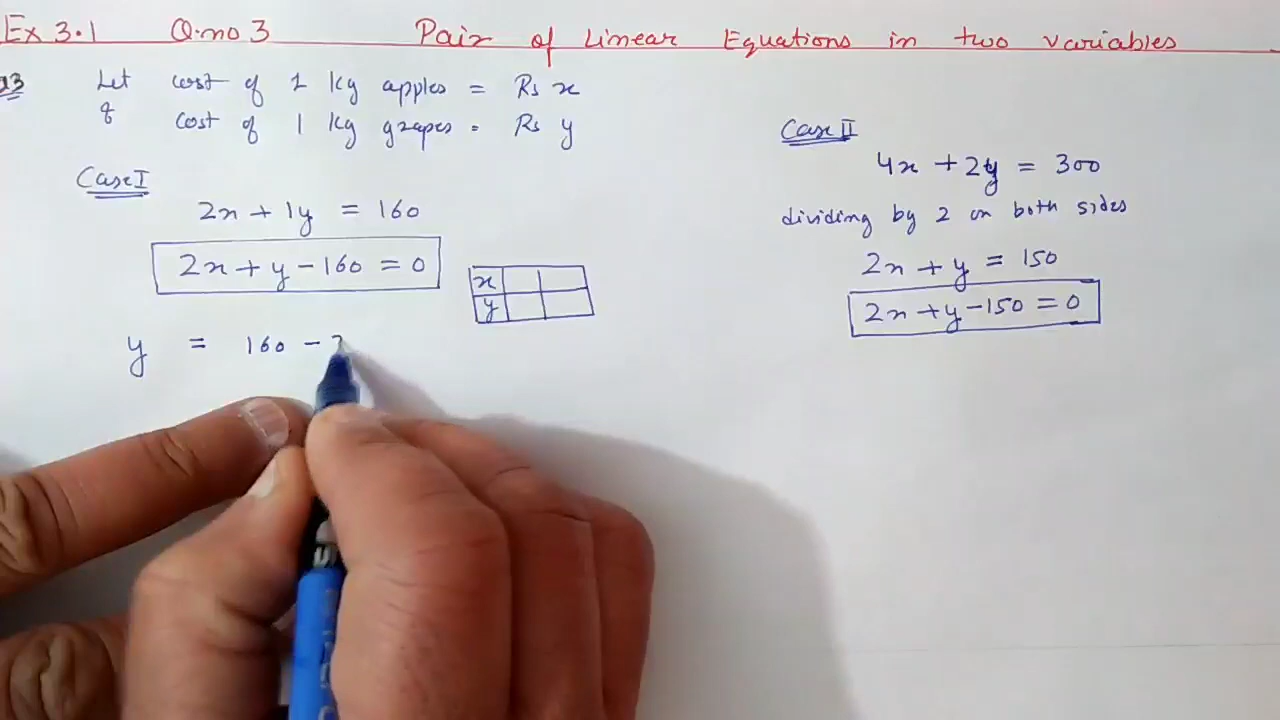 Ex 3.1 Q.no 3 Pair of Linear Equations in two variables
Let cost of 1 kg apples = Rs x
& cost of 1 kg grapes = Rs y
Case I
2x + 1y = 160
2x + y - 160 = 0
x
y
y = 160 - 2
Case II
4x + 2y = 300
dividing by 2 on both sides
2x + y = 150
2x + y - 150 = 0